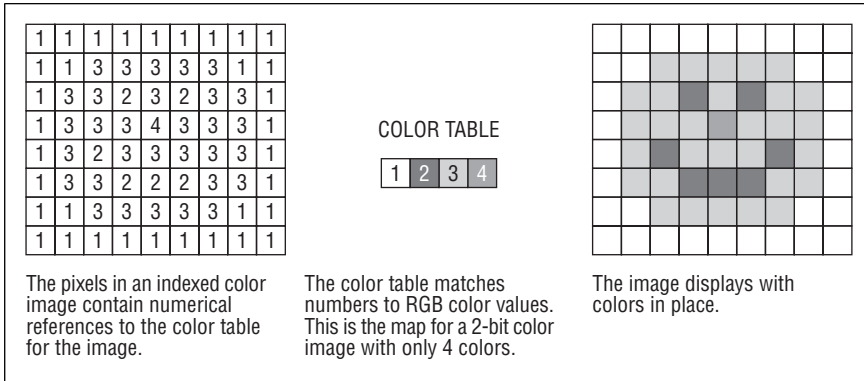 1 1 1 1 1 1 1 1 1
1 1 3 3 3 3 3 1 1
1 3 3 2 3 2 3 3 1
1 3 3 3 4 3 3 3 1
1 3 2 3 3 3 3 3 1
1 3 3 2 2 2 3 3 1
1 1 3 3 3 3 3 1 1
1 1 1 1 1 1 1 1 1
The pixels in an indexed color
image contain numerical
references to the color table
for the image.
COLOR TABLE
1 2 3 4
The color table matches
numbers to RGB color values.
This is the map for a 2-bit color
image with only 4 colors.
The image displays with
colors in place.